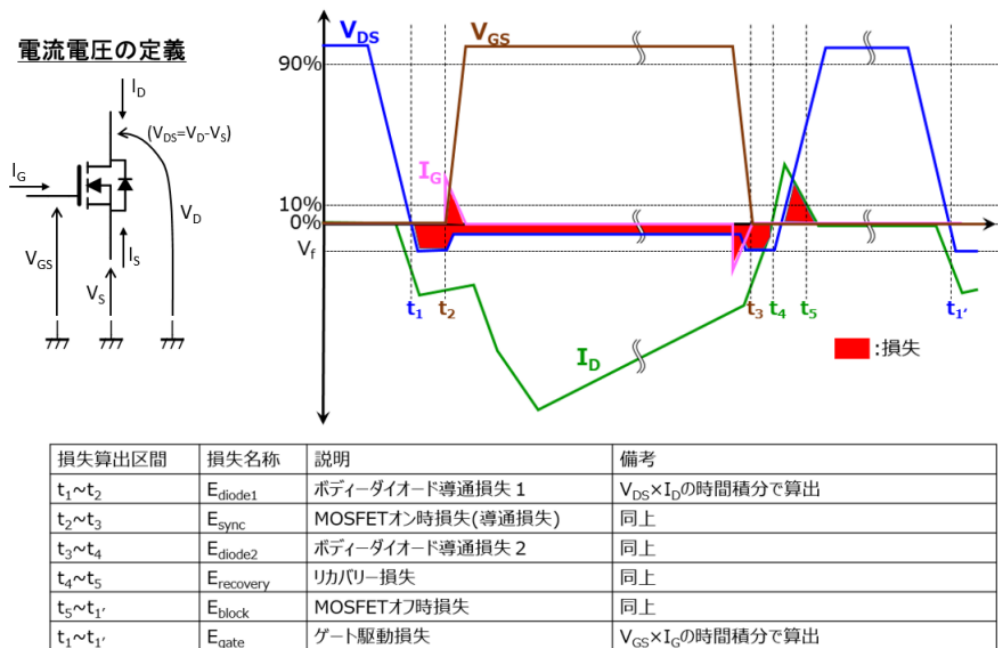 電流電圧の定義
I_D
(V_DS=V_D-V_S)
I_G
V_D
V_GS
I_S
V_S
V_DS
V_GS
90%
I_G
10%
0%
V_f
t_1
t_2
t_3
t_4
t_5
t_1'
I_D
:損失
損失算出区間 損失名称 説明 備考
t_1~t_2 E_diode1 ボディーダイオード導通損失1 V_DS×I_Dの時間積分で算出
t_2~t_3 E_sync MOSFETオン時損失(導通損失) 同上
t_3~t_4 E_diode2 ボディーダイオード導通損失2 同上
t_4~t_5 E_recovery リカバリー損失 同上
t_5~t_1' E_block MOSFETオフ時損失 同上
t_1~t_1' E_gate ゲート駆動損失 V_GS×I_Gの時間積分で算出